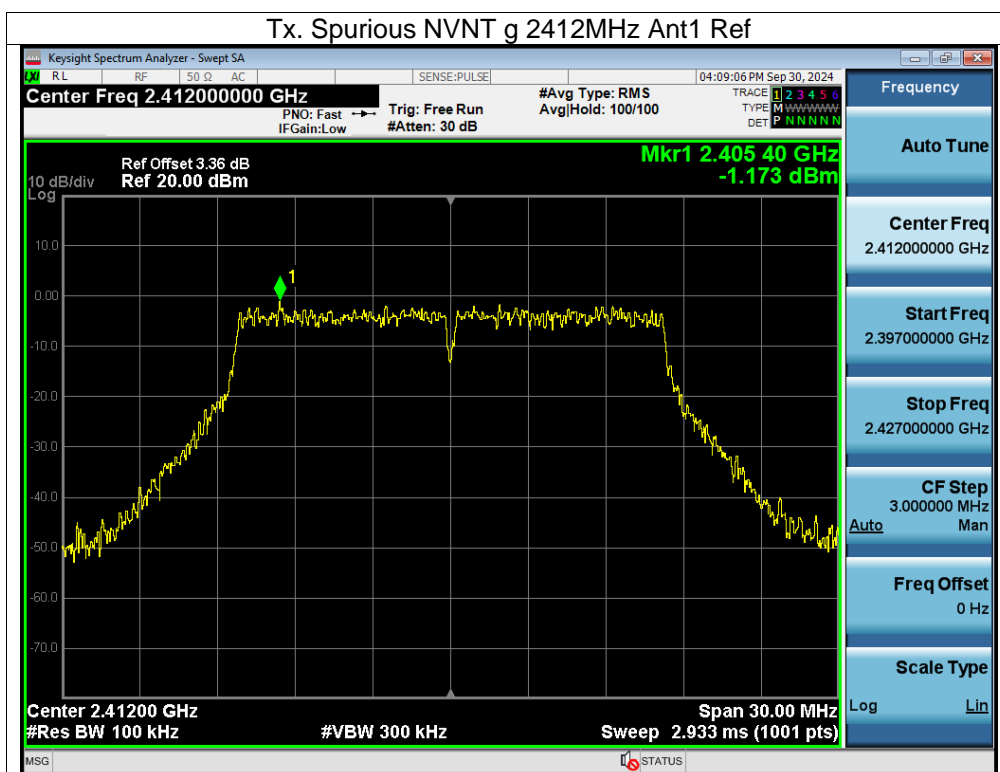 Tx. Spurious NVNT g 2412MHz Ant1 Ref
Keysight Spectrum Analyzer - Swept SA
LXI RL RF 50 Ω AC SENSE:PULSE 04:09:06 PM Sep 30, 2024
Center Freq 2.412000000 GHz
PNO: Fast
IFGain:Low
Trig: Free Run
#Atten: 30 dB
#Avg Type: RMS
Avg|Hold: 100/100
TRACE 1 2 3 4 5 6
TYPE M WWWWW
DET P N N N N N
Mkr1 2.405 40 GHz
-1.173 dBm
Ref Offset 3.36 dB
10 dB/div Ref 20.00 dBm
Log
10.0
1
0.00
-10.0
-20.0
-30.0
-40.0
-50.0
-60.0
-70.0
Center 2.41200 GHz Span 30.00 MHz
#Res BW 100 kHz #VBW 300 kHz Sweep 2.933 ms (1001 pts)
MSG STATUS
Frequency
Auto Tune
Center Freq
2.412000000 GHz
Start Freq
2.397000000 GHz
Stop Freq
2.427000000 GHz
CF Step
3.000000 MHz
Auto Man
Freq Offset
0 Hz
Scale Type
Log Lin